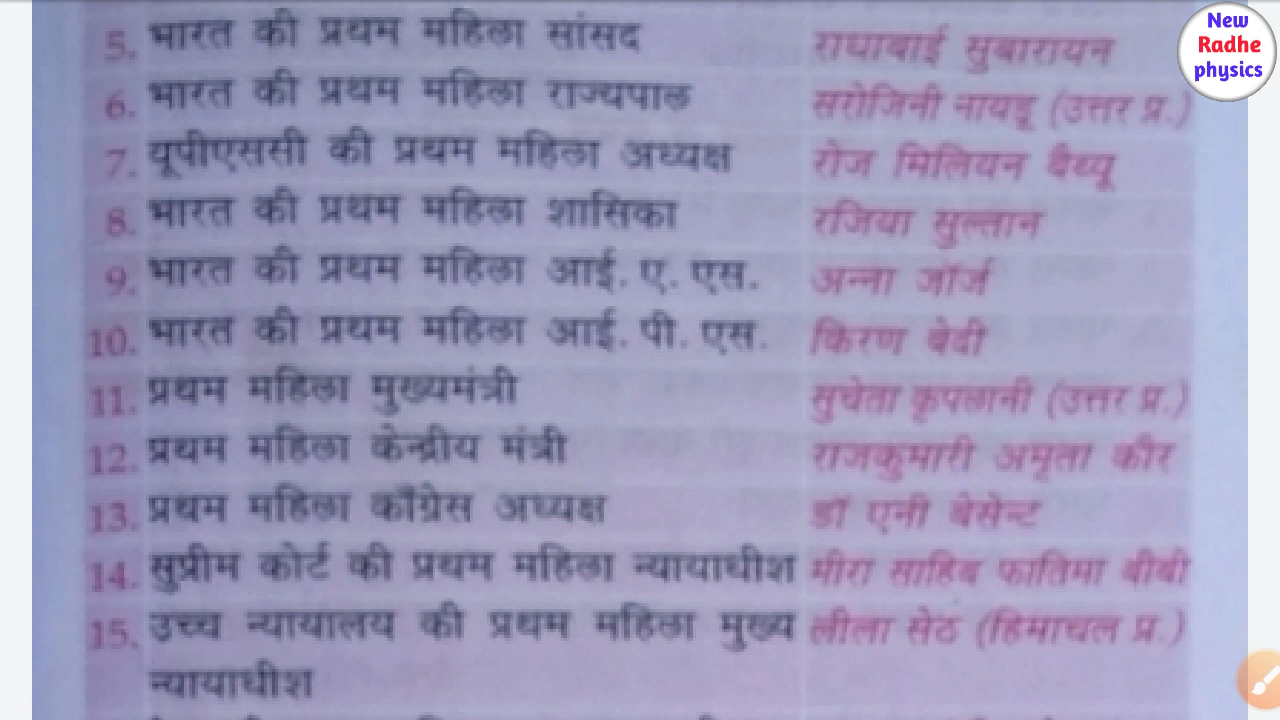 New
Radhe
physics
5. भारत की प्रथम महिला सांसद राधाबाई सुबारायन
6. भारत की प्रथम महिला राज्यपाल सरोजिनी नायडू (उत्तर प्र.)
7. यूपीएससी की प्रथम महिला अध्यक्ष रोज मिलियन बैथ्यू
8. भारत की प्रथम महिला शासिका रजिया सुल्तान
9. भारत की प्रथम महिला आई. ए. एस. अन्ना जॉर्ज
10. भारत की प्रथम महिला आई. पी. एस. किरण बेदी
11. प्रथम महिला मुख्यमंत्री सुचेता कृपलानी (उत्तर प्र.)
12. प्रथम महिला केन्द्रीय मंत्री राजकुमारी अमृता कौर
13. प्रथम महिला काँग्रेस अध्यक्ष डॉ एनी बेसेन्ट
14. सुप्रीम कोर्ट की प्रथम महिला न्यायाधीश मीरा साहिब फातिमा बीबी
15. उच्च न्यायालय की प्रथम महिला मुख्य लीला सेठ (हिमाचल प्र.)
न्यायाधीश